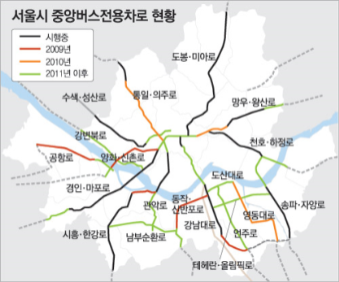 서울시 중앙버스전용차로 현황
시행중
2009년
2010년
2011년 이후
도봉·미아로
통일·의주로
수색·성산로
망우·왕산로
강변북로
천호·하정로
공항로
양화·신촌로
도산대로
경인·마포로
동작·
신반포로
송파·자양로
관악로
영동대로
강남대로
시흥·한강로
언주로
남부순환로
테헤란·올림픽로